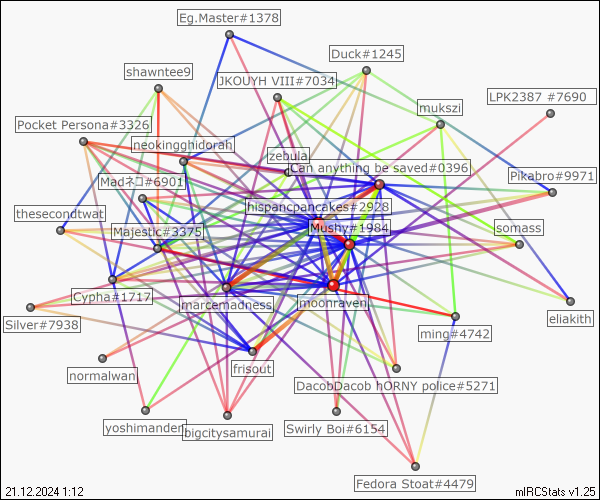 Eg.Master#1378
Duck#1245
shawntee9
JKOUYH VIII#7034
LPK2387 #7690
mukszi
Pocket Persona#3326
neokingghidorah
zebula
Can anything be saved#0396
Pikabro#9971
Madネコ#6901
hispancpancakes#2928
thesecondtwat
Majestic#3375
Mushy#1984
somass
Cypha#1717
marcemadness
moonraven
eliakith
Silver#7938
ming#4742
normalwani
frisout
DacobDacob hORNY police#5271
yoshimander
bigcitysamurai
Swirly Boi#6154
Fedora Stoat#4479
21.12.2024 1:12
mIRCStats v1.25